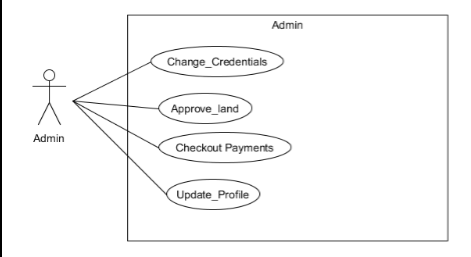 Admin
Change_Credentials
Approve_land
Admin
Checkout Payments
Update_Profile